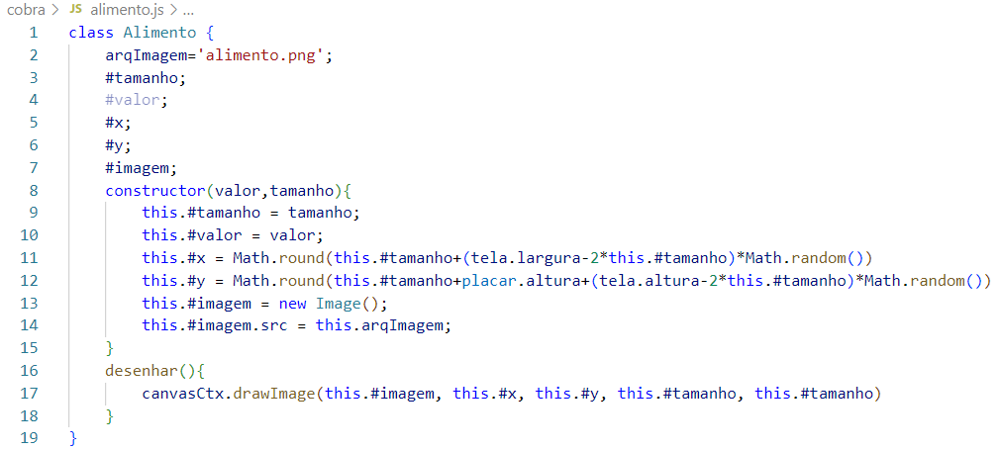 cobra > JS alimento.js > ...
1 class Alimento {
2     arqImagem='alimento.png';
3     #tamanho;
4     #valor;
5     #x;
6     #y;
7     #imagem;
8     constructor(valor,tamanho){
9         this.#tamanho = tamanho;
10         this.#valor = valor;
11         this.#x = Math.round(this.#tamanho+(tela.largura-2*this.#tamanho)*Math.random())
12         this.#y = Math.round(this.#tamanho+placar.altura+(tela.altura-2*this.#tamanho)*Math.random())
13         this.#imagem = new Image();
14         this.#imagem.src = this.arqImagem;
15     }
16     desenhar(){
17         canvasCtx.drawImage(this.#imagem, this.#x, this.#y, this.#tamanho, this.#tamanho)
18     }
19 }